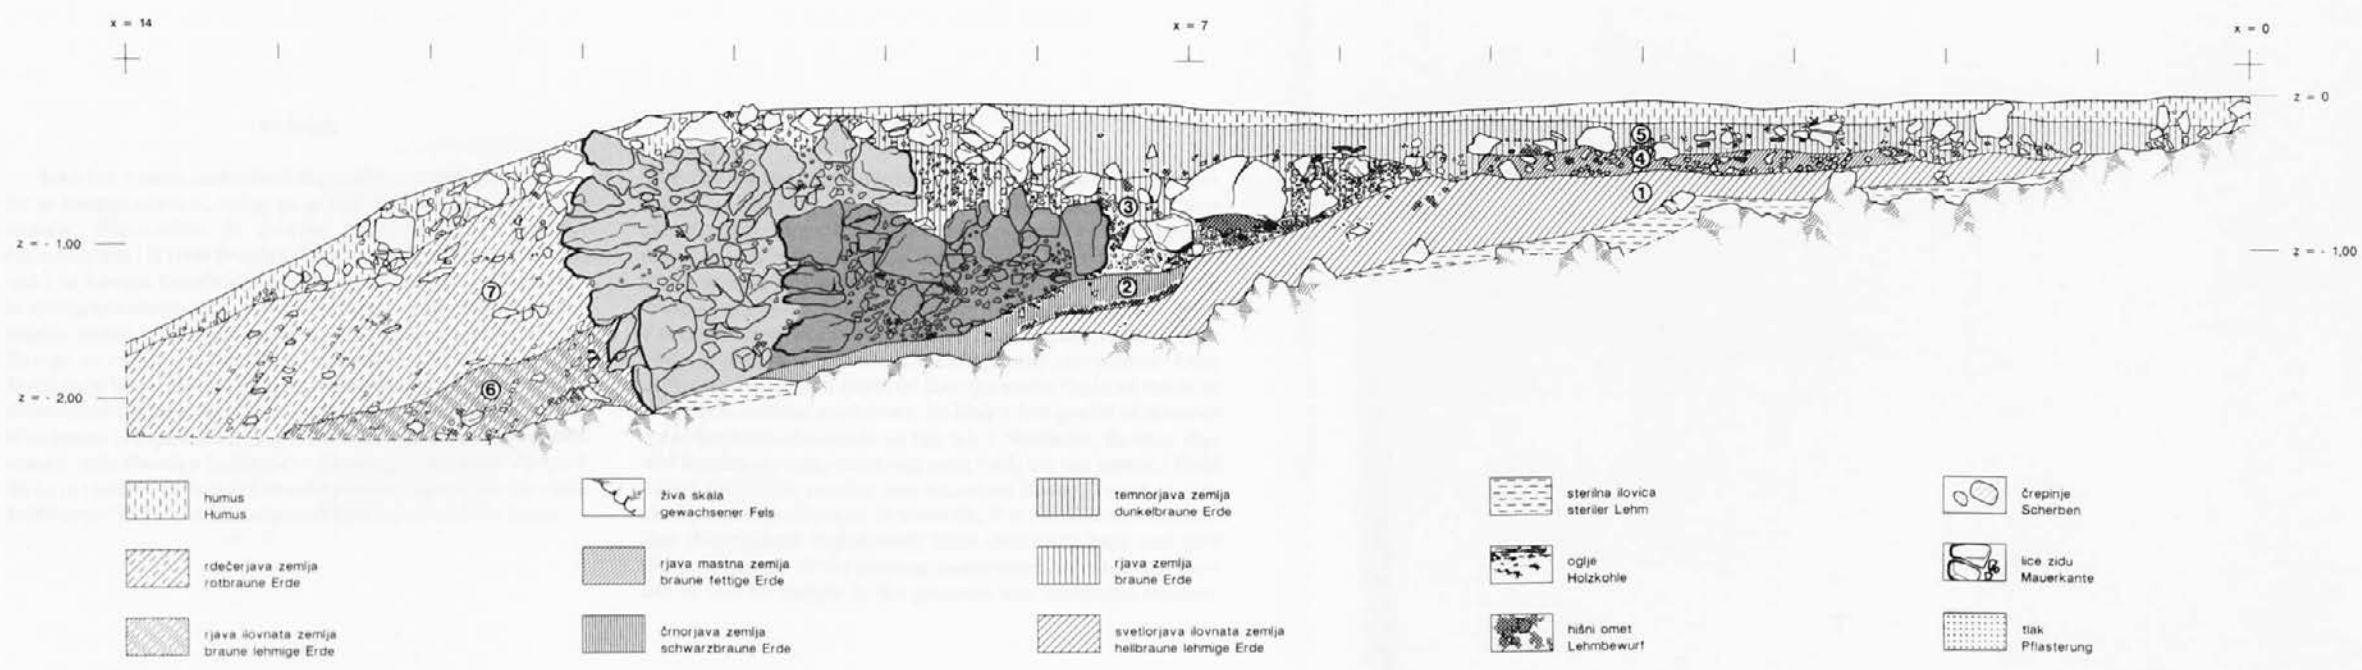 x = 14
x = 7
x = 0
z = 0
z = - 1,00
z = - 1,00
z = - 2,00
5
4
3
1
2
7
6
humus
Humus
živa skala
gewachsener Fels
temnorjava zemlja
dunkelbraune Erde
sterilna ilovica
steriler Lehm
črepinje
Scherben
rdečerjava zemlja
rotbraune Erde
rjava mastna zemlja
braune fettige Erde
rjava zemlja
braune Erde
oglje
Holzkohle
lice zidu
Mauerkante
rjava ilovnata zemlja
braune lehmige Erde
črnorjava zemlja
schwarzbraune Erde
svetlorjava ilovnata zemlja
hellbraune lehmige Erde
hišni omet
Lehmbewurf
tlak
Pflasterung